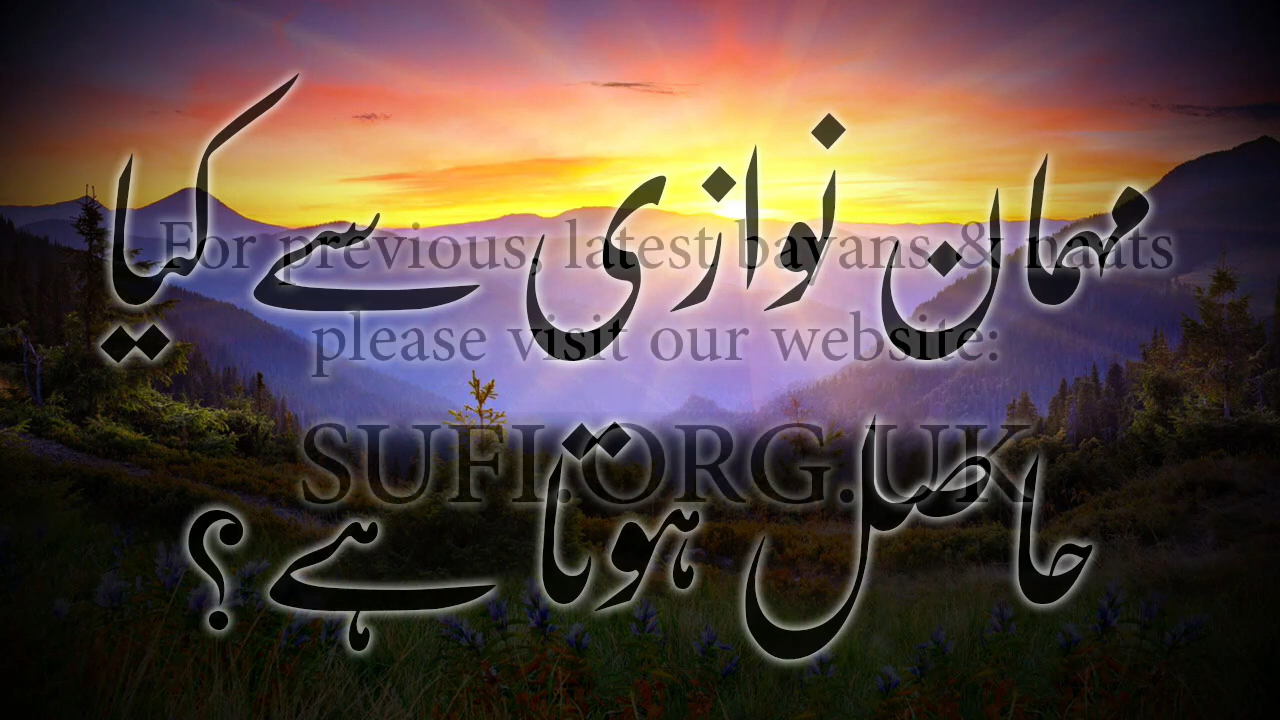 مہمان نوازی سے کیا
For previous, latest bayans & naats
please visit our website:
SUFI.ORG.UK
حاصل ہوتا ہے؟